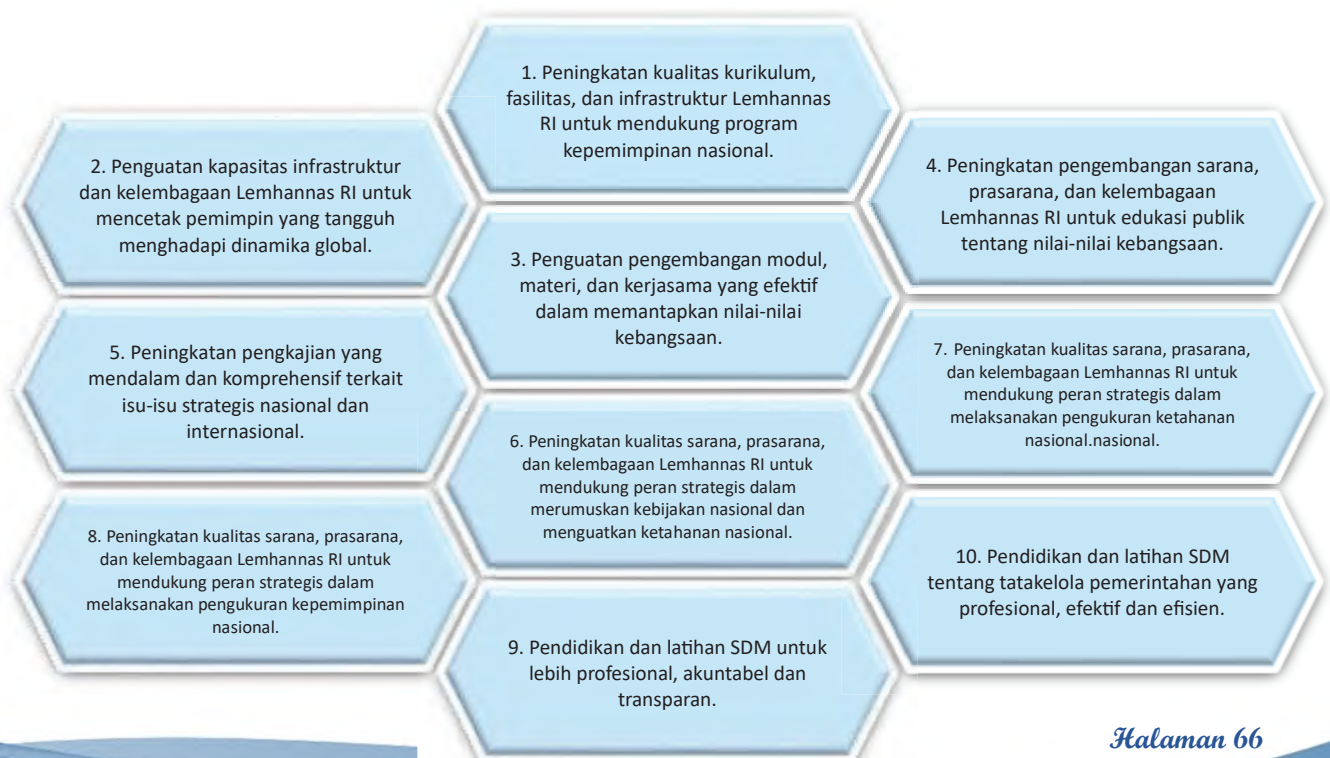 1. Peningkatan kualitas kurikulum,
fasilitas, dan infrastruktur Lemhannas
RI untuk mendukung program
kepemimpinan nasional.
2. Penguatan kapasitas infrastruktur
dan kelembagaan Lemhannas RI untuk
mencetak pemimpin yang tangguh
menghadapi dinamika global.
3. Penguatan pengembangan modul,
materi, dan kerjasama yang efektif
dalam memantapkan nilai-nilai
kebangsaan.
4. Peningkatan pengembangan sarana,
prasarana, dan kelembagaan
Lemhannas RI untuk edukasi publik
tentang nilai-nilai kebangsaan.
5. Peningkatan pengkajian yang
mendalam dan komprehensif terkait
isu-isu strategis nasional dan
internasional.
6. Peningkatan kualitas sarana, prasarana,
dan kelembagaan Lemhannas RI untuk
mendukung peran strategis dalam
merumuskan kebijakan nasional dan
menguatkan ketahanan nasional.
7. Peningkatan kualitas sarana, prasarana,
dan kelembagaan Lemhannas RI untuk
mendukung peran strategis dalam
melaksanakan pengukuran ketahanan
nasional.nasional.
8. Peningkatan kualitas sarana, prasarana,
dan kelembagaan Lemhannas RI untuk
mendukung peran strategis dalam
melaksanakan pengukuran kepemimpinan
nasional.
9. Pendidikan dan latihan SDM untuk
lebih profesional, akuntabel dan
transparan.
10. Pendidikan dan latihan SDM
tentang tatakelola pemerintahan yang
profesional, efektif dan efisien.
Halaman 66